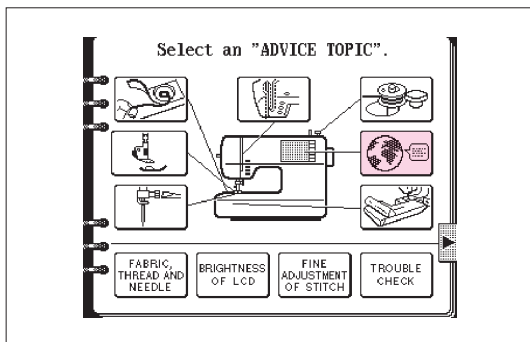 Select an "ADVICE TOPIC".
FABRIC,
THREAD AND
NEEDLE
BRIGHTNESS
OF LCD
FINE
ADJUSTMENT
OF STITCH
TROUBLE
CHECK